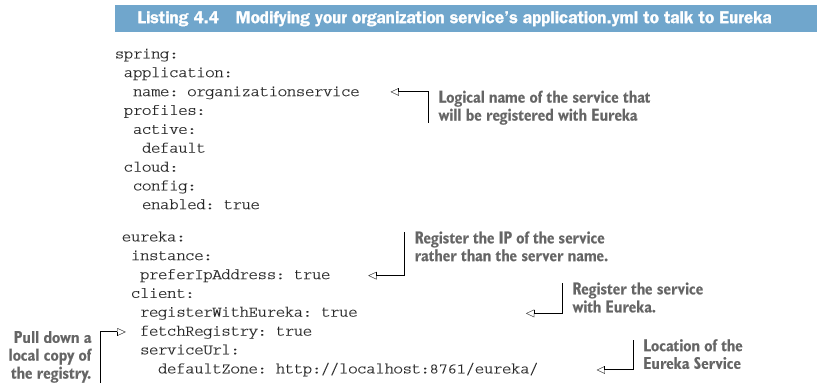 Listing 4.4 Modifying your organization service's application.yml to talk to Eureka
spring:
application:
name: organizationservice
Logical name of the service that
will be registered with Eureka
profiles:
active:
default
cloud:
config:
enabled: true
eureka:
Register the IP of the service
rather than the server name.
instance:
preferIpAddress: true
client:
Register the service
with Eureka.
registerWithEureka: true
Pull down a
local copy of
the registry.
fetchRegistry: true
serviceUrl:
Location of the
Eureka Service
defaultZone: http://localhost:8761/eureka/